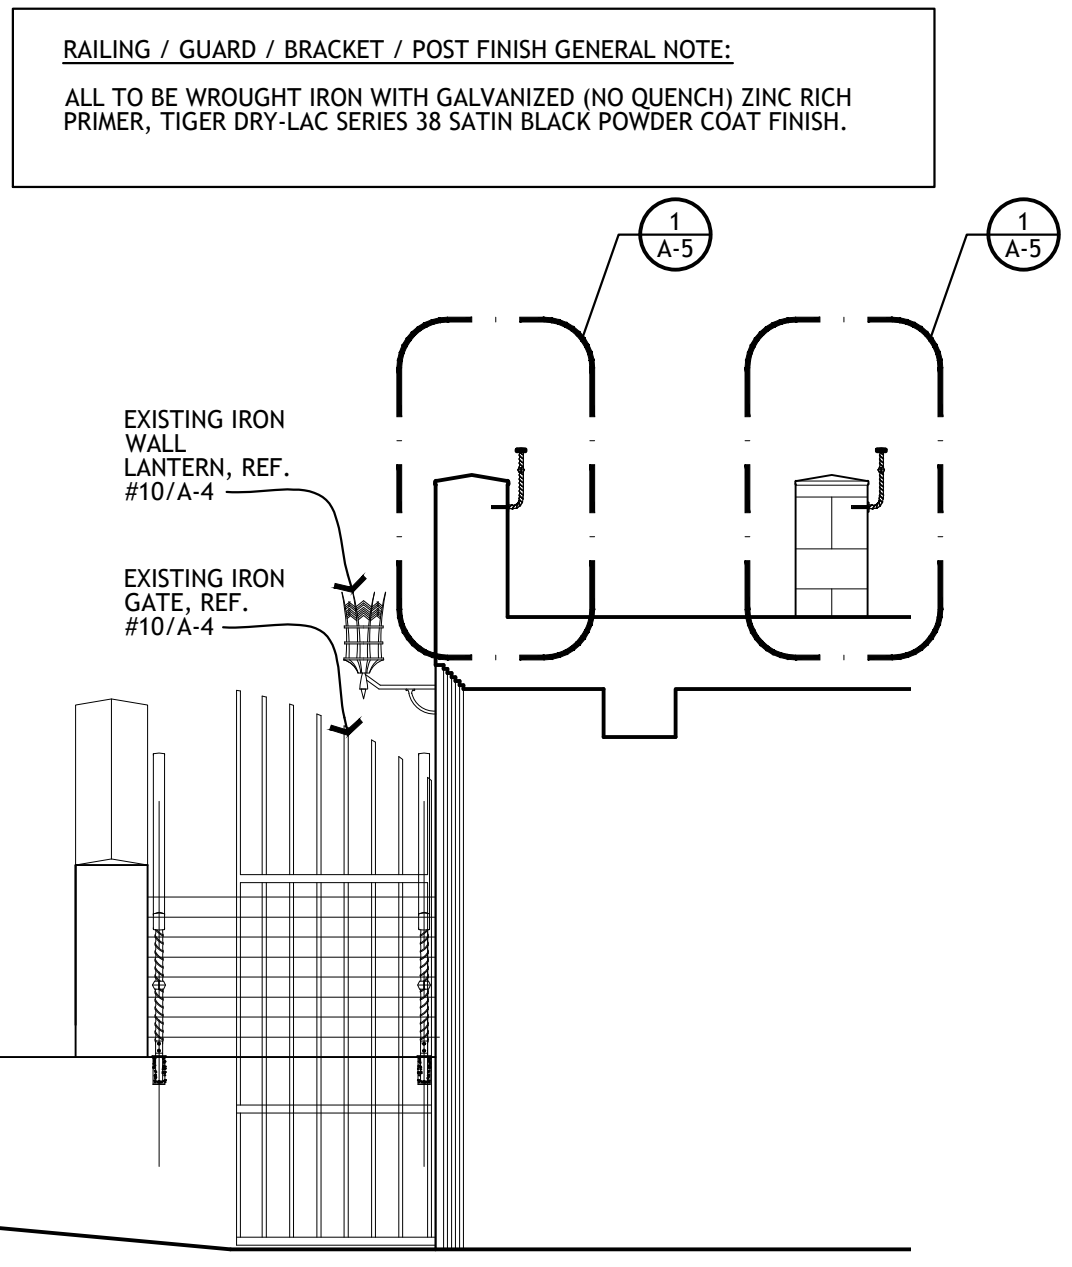 RAILING / GUARD / BRACKET / POST FINISH GENERAL NOTE:
ALL TO BE WROUGHT IRON WITH GALVANIZED (NO QUENCH) ZINC RICH
PRIMER, TIGER DRY-LAC SERIES 38 SATIN BLACK POWDER COAT FINISH.
1
A-5
1
A-5
EXISTING IRON
WALL
LANTERN, REF.
#10/A-4
EXISTING IRON
GATE, REF.
#10/A-4